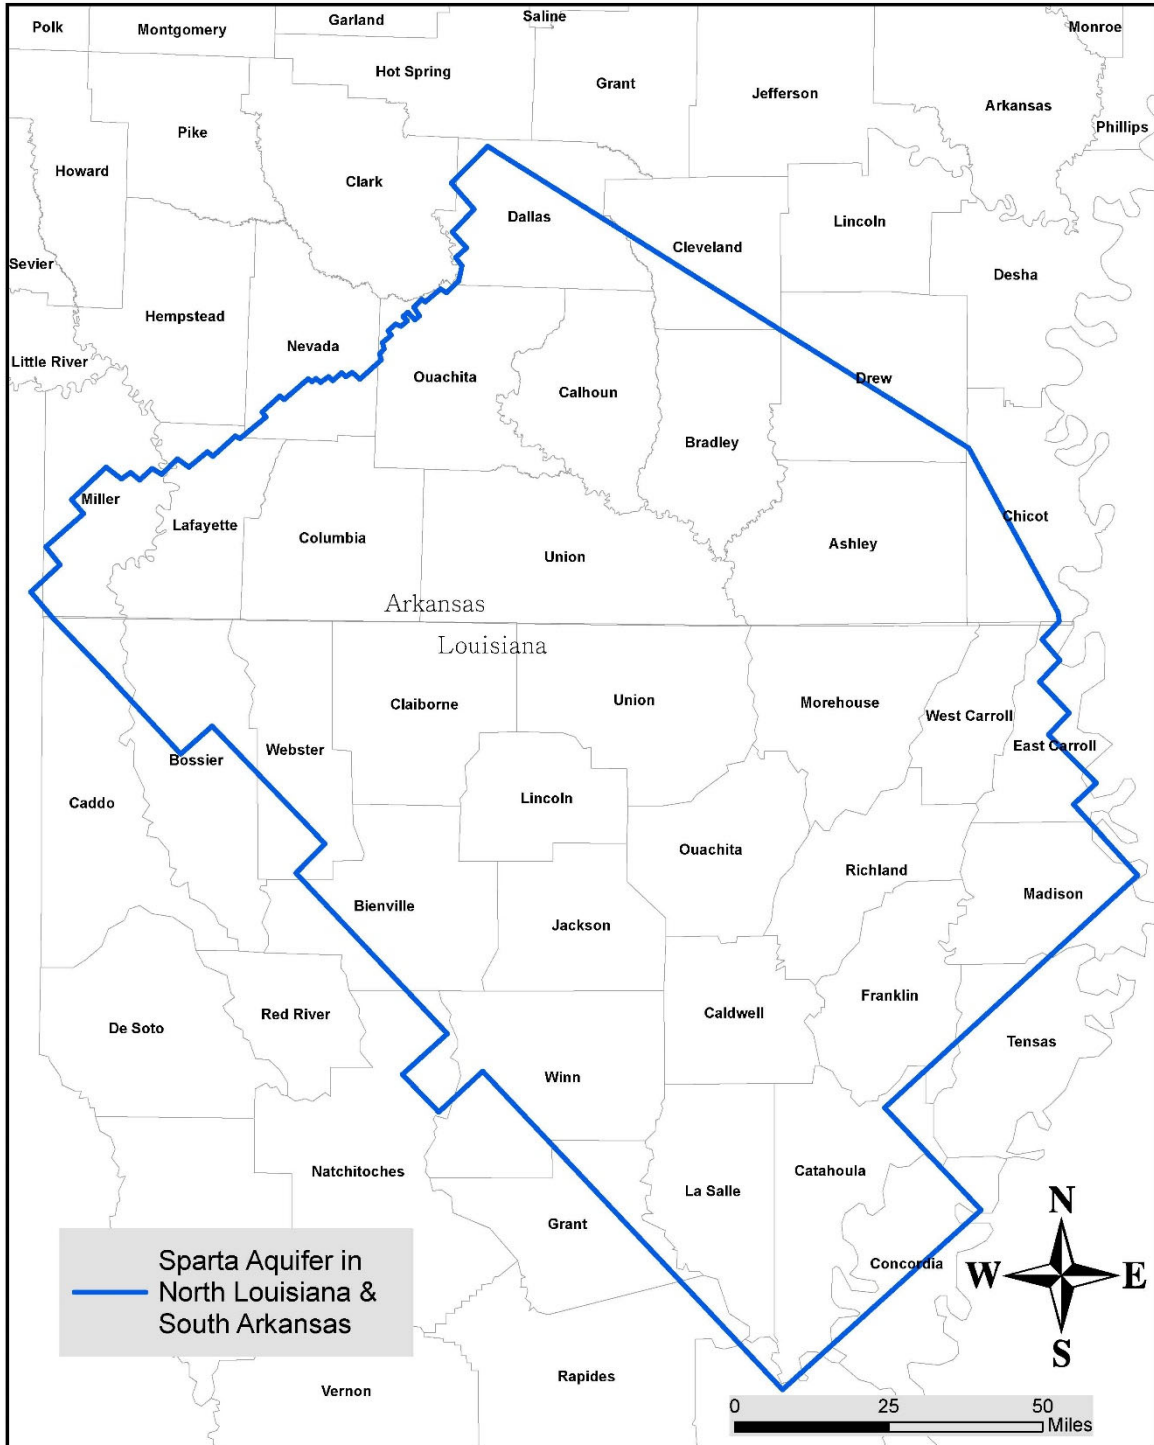 Polk
Montgomery
Garland
Saline
Monroe
Hot Spring
Grant
Jefferson
Arkansas
Phillips
Pike
Howard
Clark
Dallas
Cleveland
Lincoln
Desha
Sevier
Hempstead
Nevada
Little River
Ouachita
Calhoun
Drew
Bradley
Miller
Lafayette
Columbia
Union
Ashley
Chicot
Arkansas
Louisiana
Claiborne
Union
Morehouse
West Carroll
East Carroll
Webster
Bossier
Caddo
Lincoln
Ouachita
Richland
Madison
Bienville
Jackson
Franklin
Caldwell
Red River
De Soto
Tensas
Winn
Natchitoches
La Salle
Catahoula
Grant
Concordia
N
W
E
S
Sparta Aquifer in
North Louisiana &
South Arkansas
Vernon
Rapides
0 25 50
Miles